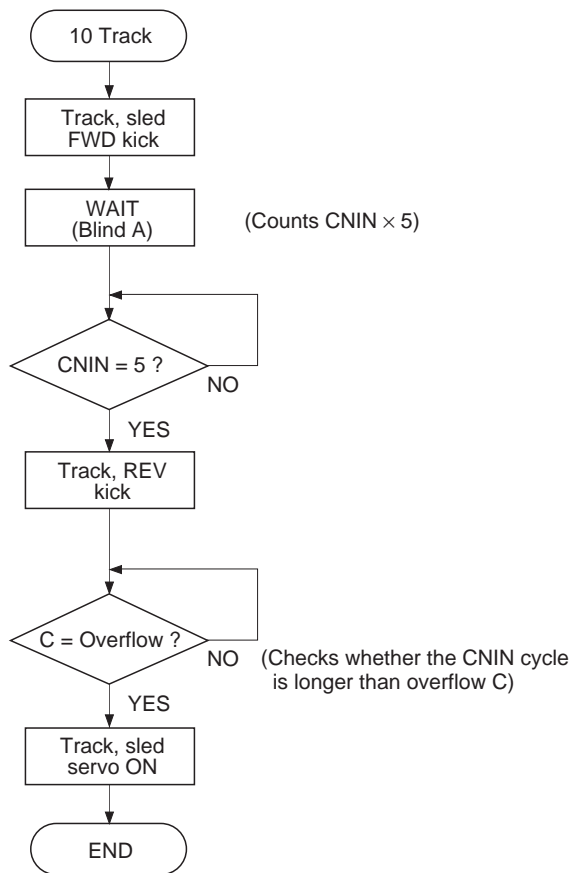 10 Track
Track, sled
FWD kick
WAIT
(Blind A)
(Counts CNIN × 5)
CNIN = 5 ?
NO
YES
Track, REV
kick
C = Overflow ?
NO
(Checks whether the CNIN cycle
is longer than overflow C)
YES
Track, sled
servo ON
END